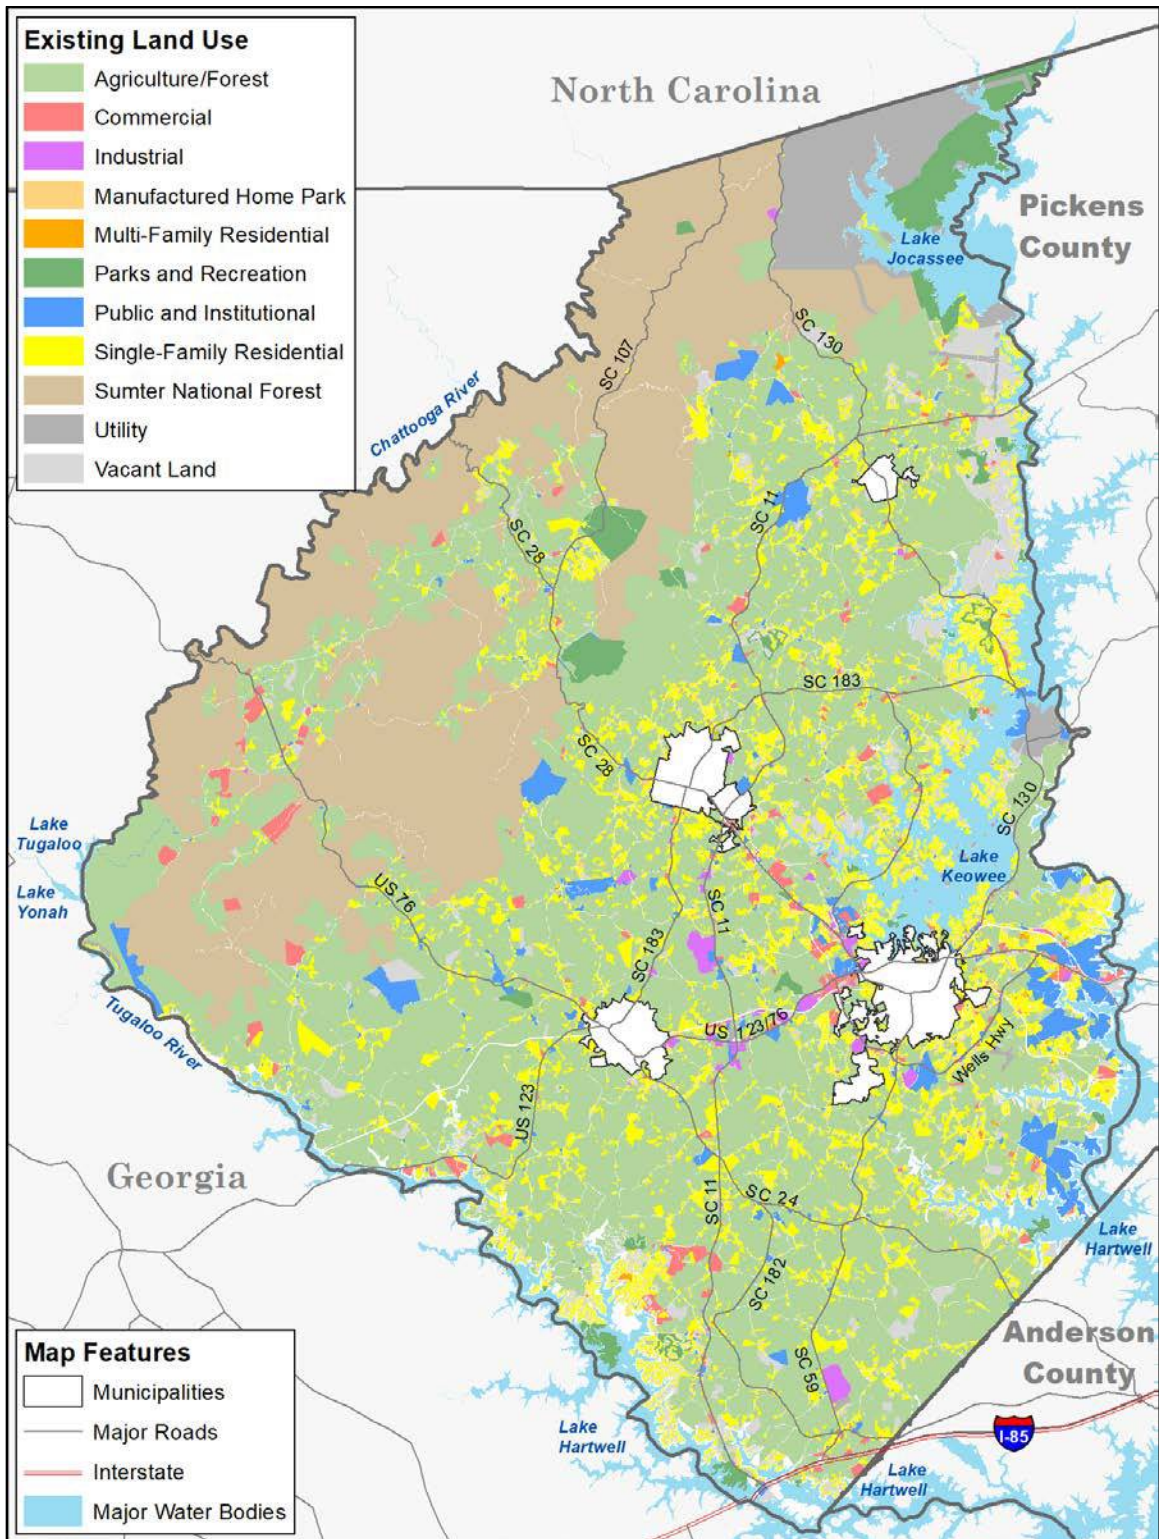 Existing Land Use
Agriculture/Forest
Commercial
Industrial
Manufactured Home Park
Multi-Family Residential
Parks and Recreation
Public and Institutional
Single-Family Residential
Sumter National Forest
Utility
Vacant Land
North Carolina
Pickens
County
Lake
Jocassee
SC 130
SC 107
Chattooga River
SC 11
SC 28
SC 183
SC 28
SC 130
Lake
Tugaloo
Lake
Keowee
Lake
Yonah
US 76
SC 11
SC 183
Tugaloo River
US 123/76
Wells Hwy
US 123
Georgia
SC 11
SC 24
Lake
Hartwell
SC 182
Anderson
County
SC 59
Lake
Hartwell
I-85
Lake
Hartwell
Map Features
Municipalities
Major Roads
Interstate
Major Water Bodies